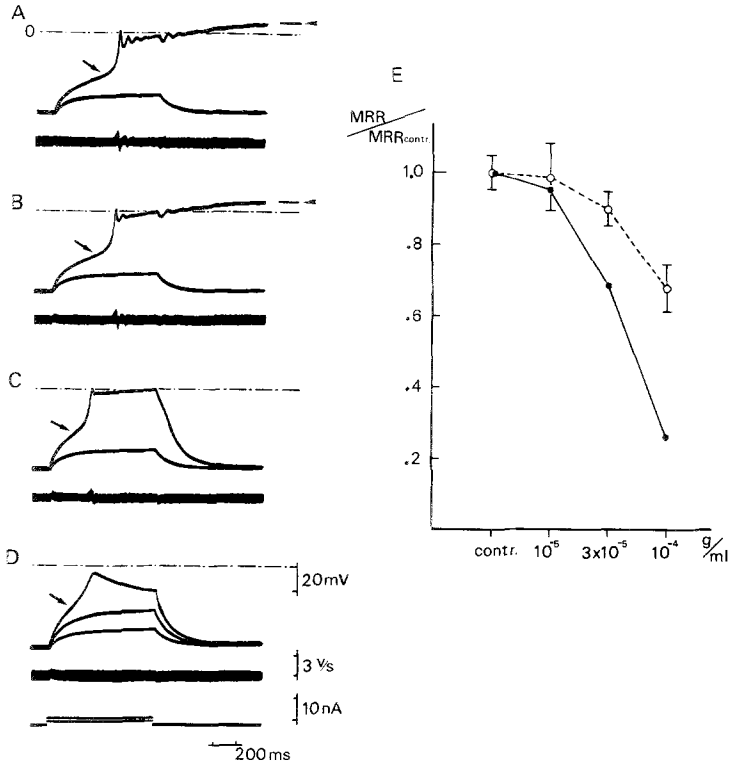 A
0
B
C
D
20mV
3 V/s
10nA
200ms
E
MRR/MRRcontr.
1.0
.8
.6
.4
.2
contr. 10⁻⁵ 3x10⁻⁵ 10⁻⁴ g/ml